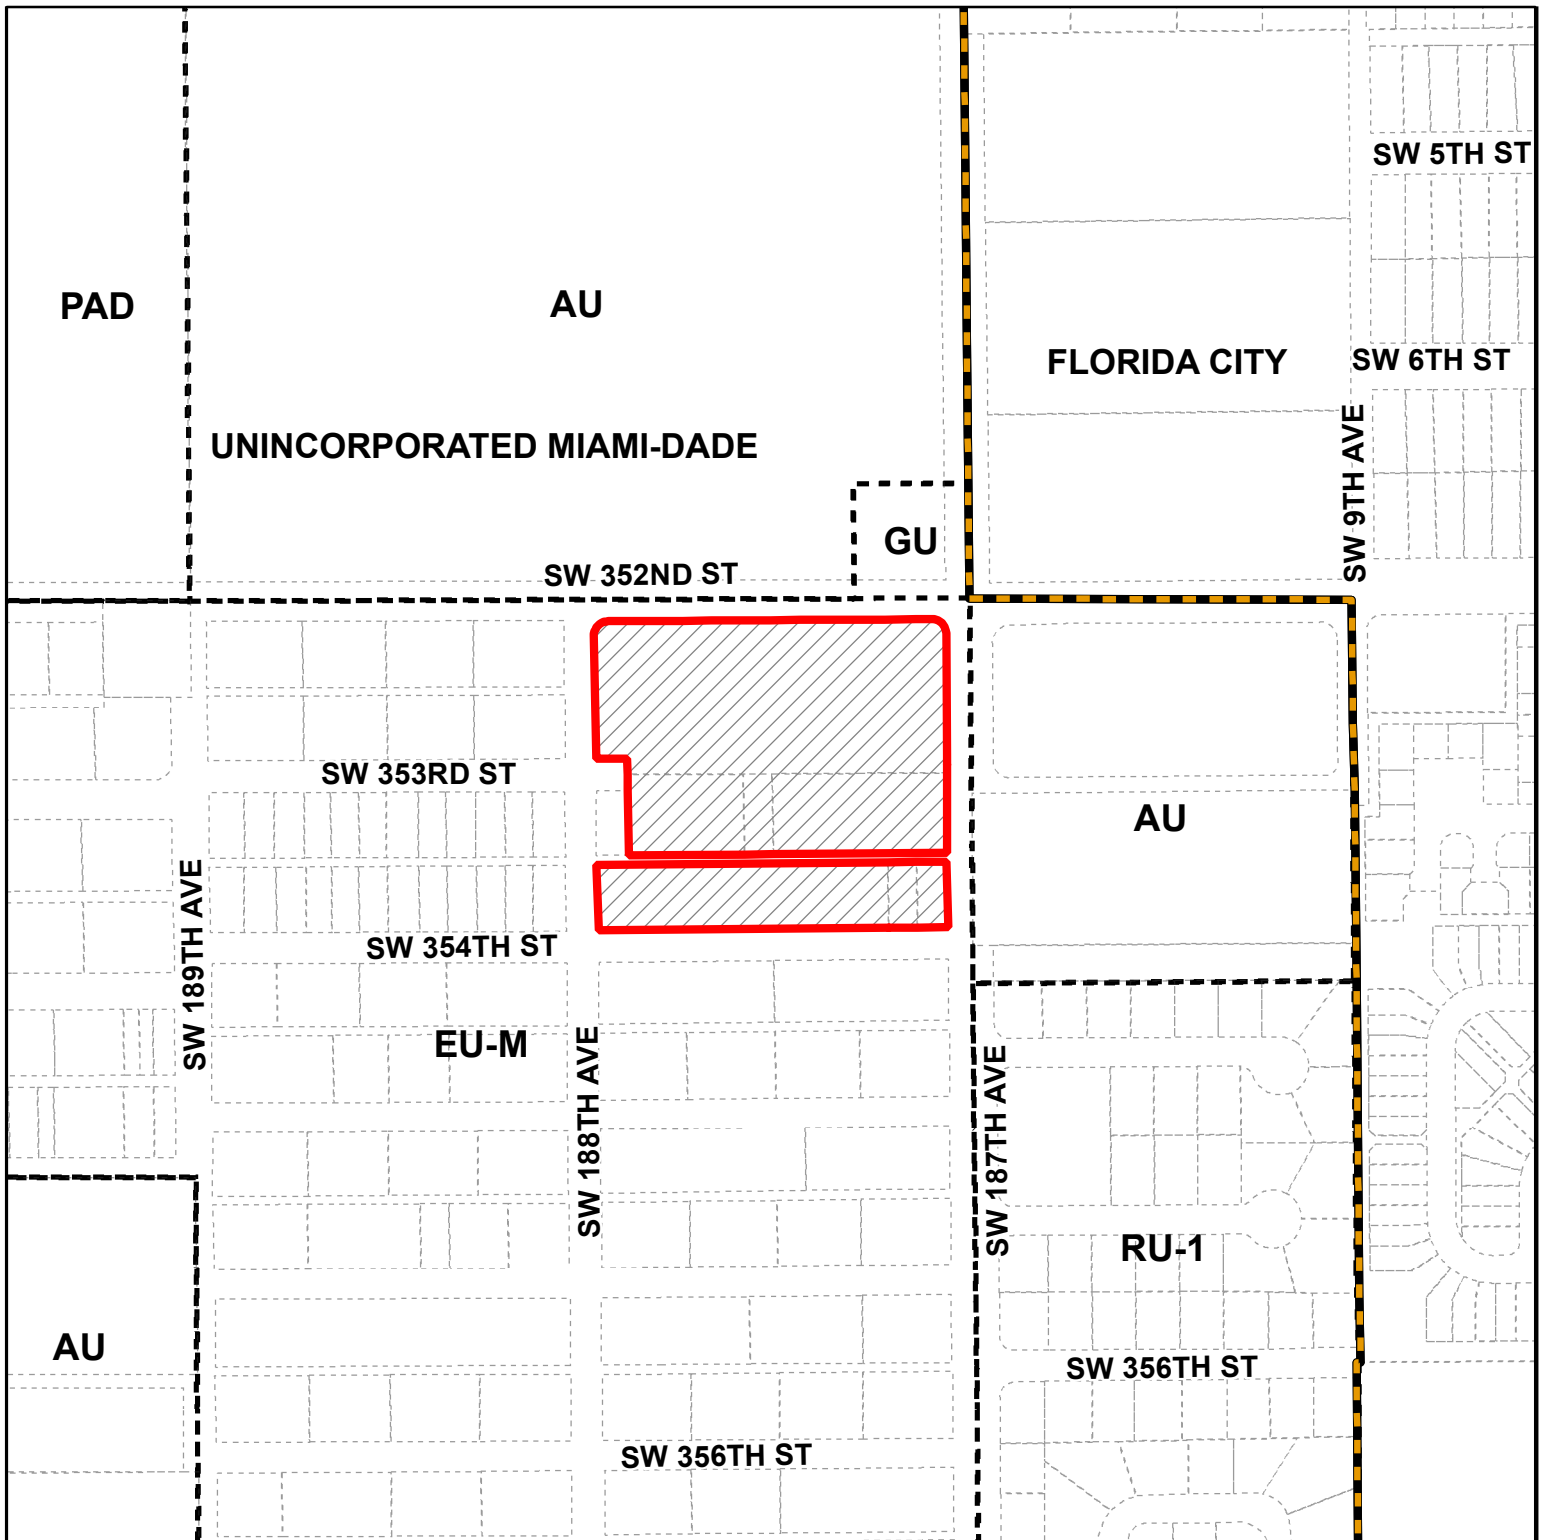 SW 5TH ST
PAD
AU
FLORIDA CITY
SW 6TH ST
UNINCORPORATED MIAMI-DADE
SW 9TH AVE
GU
SW 352ND ST
SW 353RD ST
AU
SW 189TH AVE
SW 354TH ST
EU-M
SW 188TH AVE
SW 187TH AVE
RU-1
AU
SW 356TH ST
SW 356TH ST